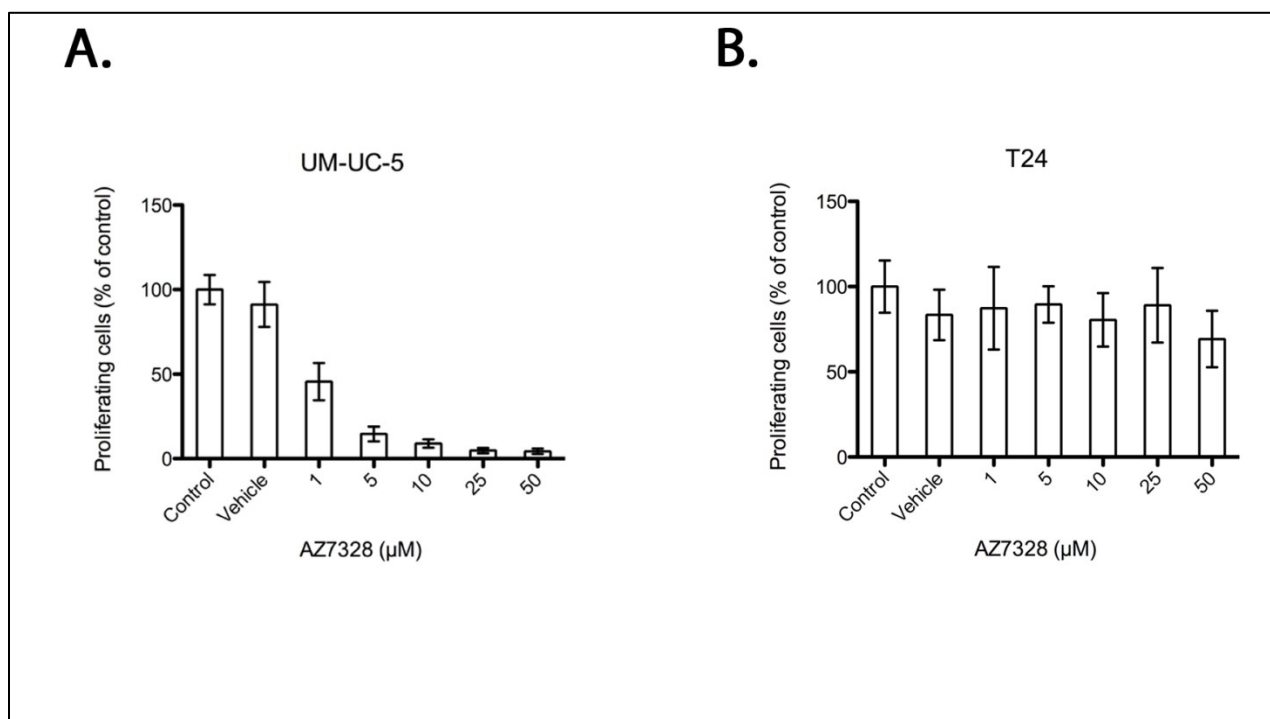 A.
UM-UC-5
Proliferating cells (% of control)
150
100
50
0
Control
Vehicle
1
5
10
25
50
AZ7328 (µM)
B.
T24
Proliferating cells (% of control)
150
100
50
0
Control
Vehicle
1
5
10
25
50
AZ7328 (µM)